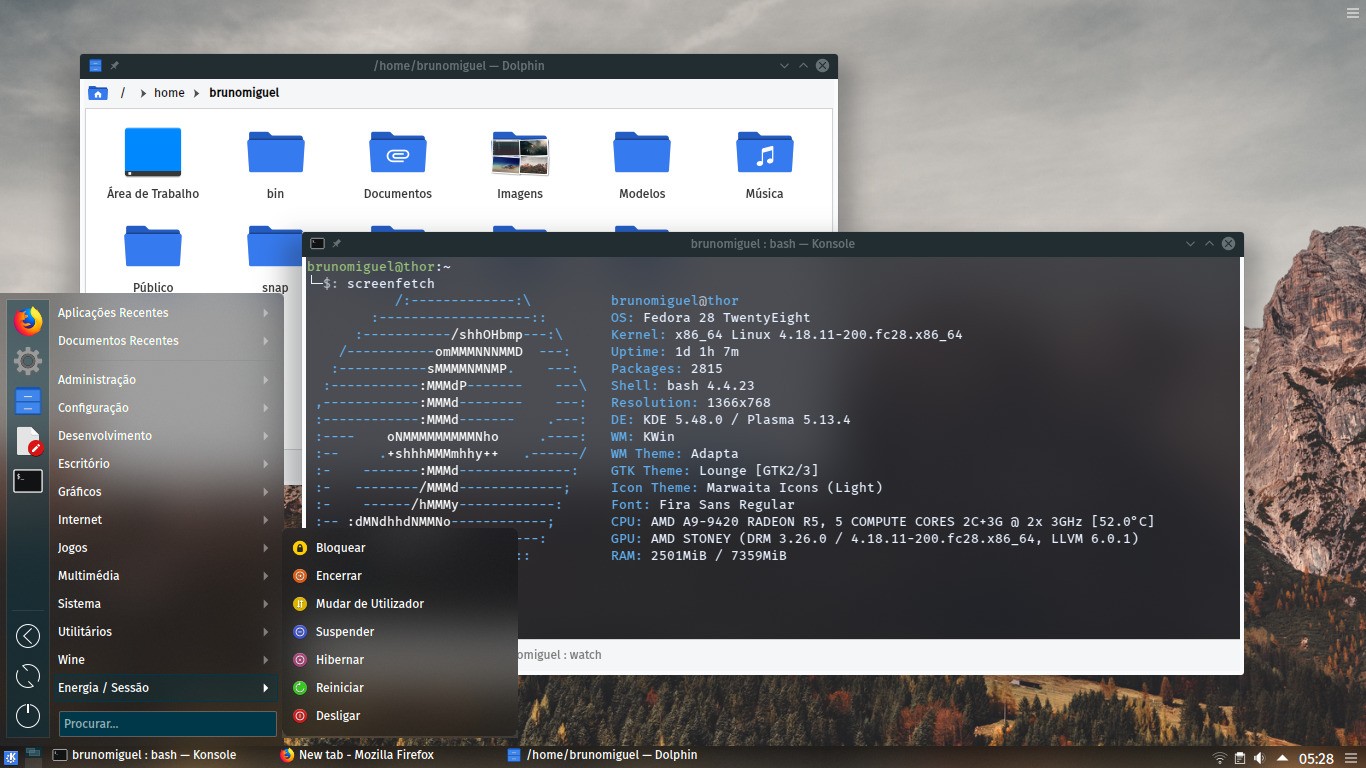 /home/brunomiguel — Dolphin
/ home brunomiguel
Área de Trabalho bin Documentos Imagens Modelos Música
Público snap
brunomiguel : bash — Konsole
brunomiguel@thor:~
└─$: screenfetch
/:-------------:\ brunomiguel@thor
:-------------------:: OS: Fedora 28 TwentyEight
:-----------/shhOHbmp---:\ Kernel: x86_64 Linux 4.18.11-200.fc28.x86_64
/-----------omMMMNNNMMD ---: Uptime: 1d 1h 7m
:-----------sMMMMNMNMP. ---: Packages: 2815
:-----------:MMMdP------- ---\ Shell: bash 4.4.23
,------------:MMMd-------- ---: Resolution: 1366x768
:------------:MMMd------- .---: DE: KDE 5.48.0 / Plasma 5.13.4
:---- oNMMMMMMMMMNho .----: WM: KWin
:-- .+shhhMMMmhhy++ .------/ WM Theme: Adapta
:- -------:MMMd--------------: GTK Theme: Lounge [GTK2/3]
:- --------/MMMd-------------; Icon Theme: Marwaita Icons (Light)
:- ------/hMMMy------------: Font: Fira Sans Regular
:-- :dMNdhhdNMMNo------------; CPU: AMD A9-9420 RADEON R5, 5 COMPUTE CORES 2C+3G @ 2x 3GHz [52.0°C]
---: GPU: AMD STONEY (DRM 3.26.0 / 4.18.11-200.fc28.x86_64, LLVM 6.0.1)
:: RAM: 2501MiB / 7359MiB
omiguel : watch
Aplicações Recentes
Documentos Recentes
Administração
Configuração
Desenvolvimento
Escritório
Gráficos
Internet
Jogos
Multimédia
Sistema
Utilitários
Wine
Energia / Sessão
Procurar...
Bloquear
Encerrar
Mudar de Utilizador
Suspender
Hibernar
Reiniciar
Desligar
brunomiguel : bash — Konsole
New tab - Mozilla Firefox
/home/brunomiguel — Dolphin
05:28